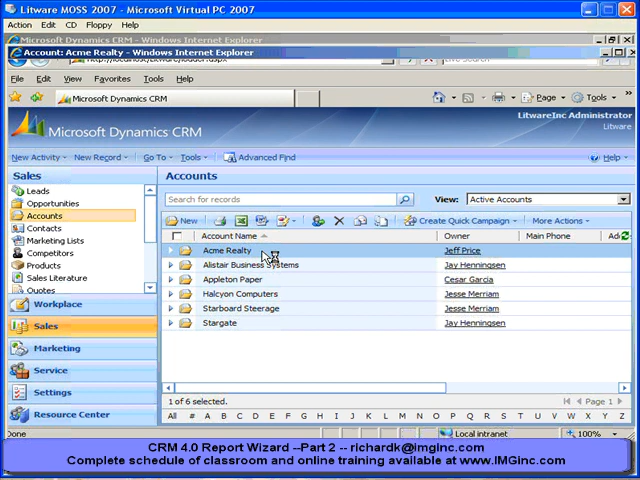 Litware MOSS 2007 - Microsoft Virtual PC 2007
Action Edit CD Floppy Help
Microsoft Dynamics CRM - Windows Internet Explorer
Account: Acme Realty - Windows Internet Explorer
File Edit View Favorites Tools Help
Microsoft Dynamics CRM
Page Tools
Microsoft Dynamics CRM
LitwareInc Administrator
Litware
New Activity New Record Go To Tools Advanced Find Help
Sales
Accounts
Leads
Opportunities
Accounts
Contacts
Marketing Lists
Competitors
Products
Sales Literature
Quotes
Workplace
Sales
Marketing
Service
Settings
Resource Center
Search for records
View: Active Accounts
New Create Quick Campaign More Actions
Account Name Owner Main Phone
Acme Realty Jeff Price
Alistair Business Systems Jay Henningsen
Appleton Paper Cesar Garcia
Halcyon Computers Jesse Merriam
Starboard Steerage Jesse Merriam
Stargate Jay Henningsen
1 of 6 selected. Page 1
All # A B C D E F G H I J K L M N O P Q R S T U V W X Y Z
Done Local intranet 100%
CRM 4.0 Report Wizard --Part 2 -- richardk@imginc.com
Complete schedule of classroom and online training available at www.IMGinc.com